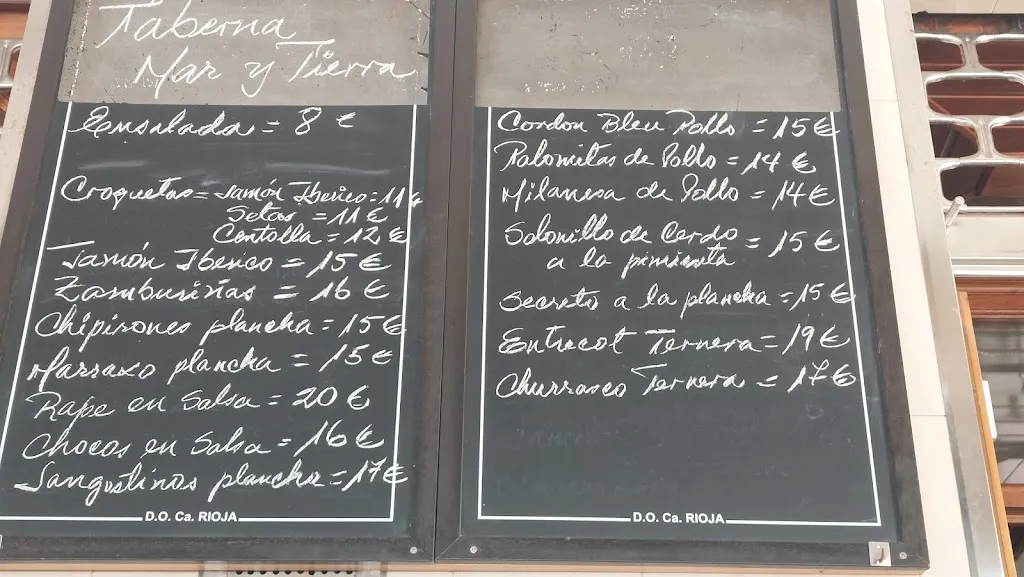 Taberna
Mar y Tierra
Ensalada = 8 €
Croquetas = Jamón Iberico = 11 €
Setas = 11 €
Centolla = 12 €
Jamón Iberico = 15 €
Zamburiñas = 16 €
Chipirones plancha = 15 €
Marraxo plancha = 15 €
Rape en Salsa = 20 €
Chocos en Salsa = 16 €
Langostinos plancha = 17 €
D.O. Ca. RIOJA
Cordon Bleu Pollo = 15 €
Palomitas de Pollo = 14 €
Milanesa de Pollo = 14 €
Solomillo de Cerdo = 15 €
a la pimienta
Secreto a la plancha = 15 €
Entrecot Ternera = 19 €
Churrasco Ternera = 17 €
D.O. Ca. RIOJA